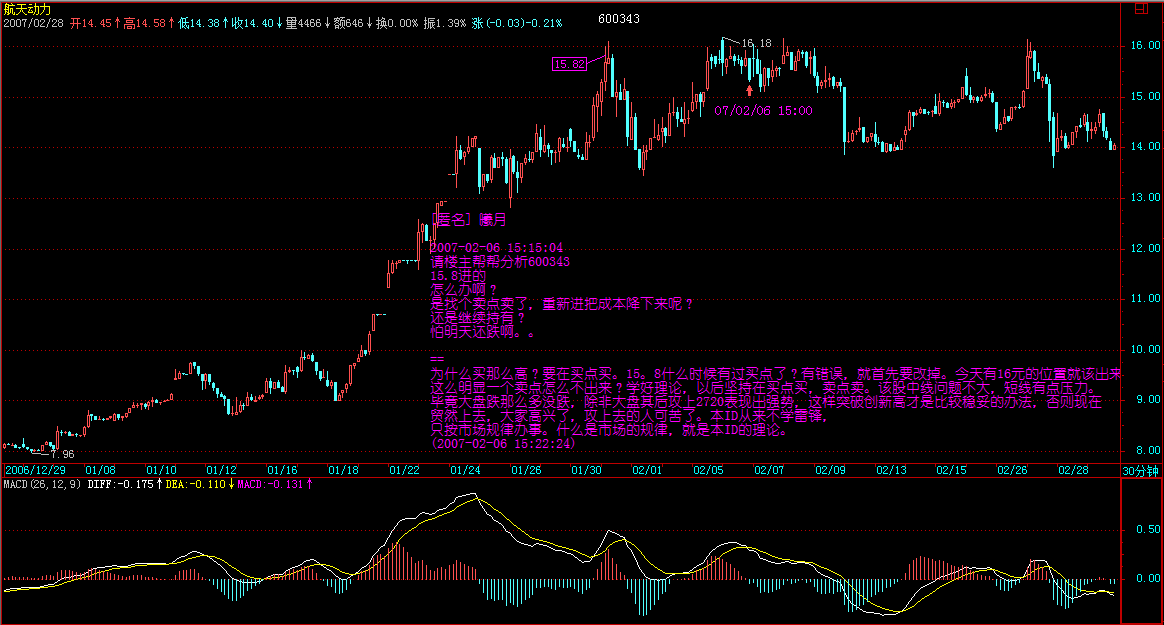 航天动力
600343
2007/02/28 开14.45↑高14.58↑低14.38↓收14.40↓量4466↓额646↓换0.00% 振1.39% 涨(-0.03)-0.21%
16.00
15.82
16.18
15.00
07/02/06 15:00
14.00
13.00
[匿名] 曦月
2007-02-06 15:15:04
12.00
请楼主帮帮分析600343
15.8进的
怎么办啊?
11.00
是找个卖点卖了, 重新进把成本降下来呢?
还是继续持有?
怕明天还跌啊。。
10.00
==
为什么买那么高?要在买点买。15。8什么时候有过买点了?有错误, 就首先要改掉。今天有16元的位置就该出来
这么明显一个卖点怎么不出来?学好理论, 以后坚持在买点买, 卖点卖。该股中线问题不大, 短线有点压力。
毕竟大盘跌那么多没跌, 除非大盘其后攻上2720表现出强势, 这样突破创新高才是比较稳妥的办法, 否则现在
9.00
贸然上去, 大家高兴了, 攻上去的人可苦了。本ID从来不学雷锋,
只按市场规律办事。什么是市场的规律, 就是本ID的理论。
(2007-02-06 15:22:24)
8.00
7.96
2006/12/29 01/08 01/10 01/12 01/16 01/18 01/22 01/24 01/26 01/30 02/01 02/05 02/07 02/09 02/13 02/15 02/26 02/28 30分钟
MACD(26,12,9) DIFF:-0.175↑DEA:-0.110↓MACD:-0.131↑
0.50
0.00